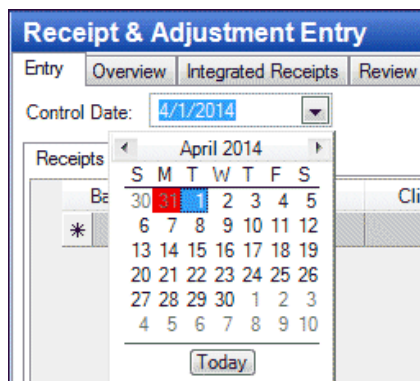 Receipt & Adjustment Entry
Entry Overview Integrated Receipts Review
Control Date: 4/1/2014
April 2014
Receipts
S M T W T F S
30 31 1 2 3 4 5
Ba Cli
6 7 8 9 10 11 12
13 14 15 16 17 18 19
20 21 22 23 24 25 26
27 28 29 30 1 2 3
4 5 6 7 8 9 10
Today